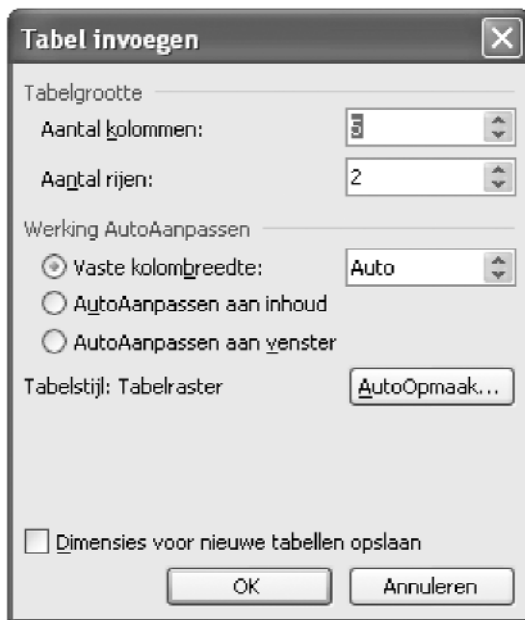 Tabel invoegen
Tabelgrootte
Aantal kolommen: 5
Aantal rijen: 2
Werking AutoAanpassen
Vaste kolombreedte: Auto
AutoAanpassen aan inhoud
AutoAanpassen aan venster
Tabelstijl: Tabelraster AutoOpmaak...
Dimensies voor nieuwe tabellen opslaan
OK Annuleren